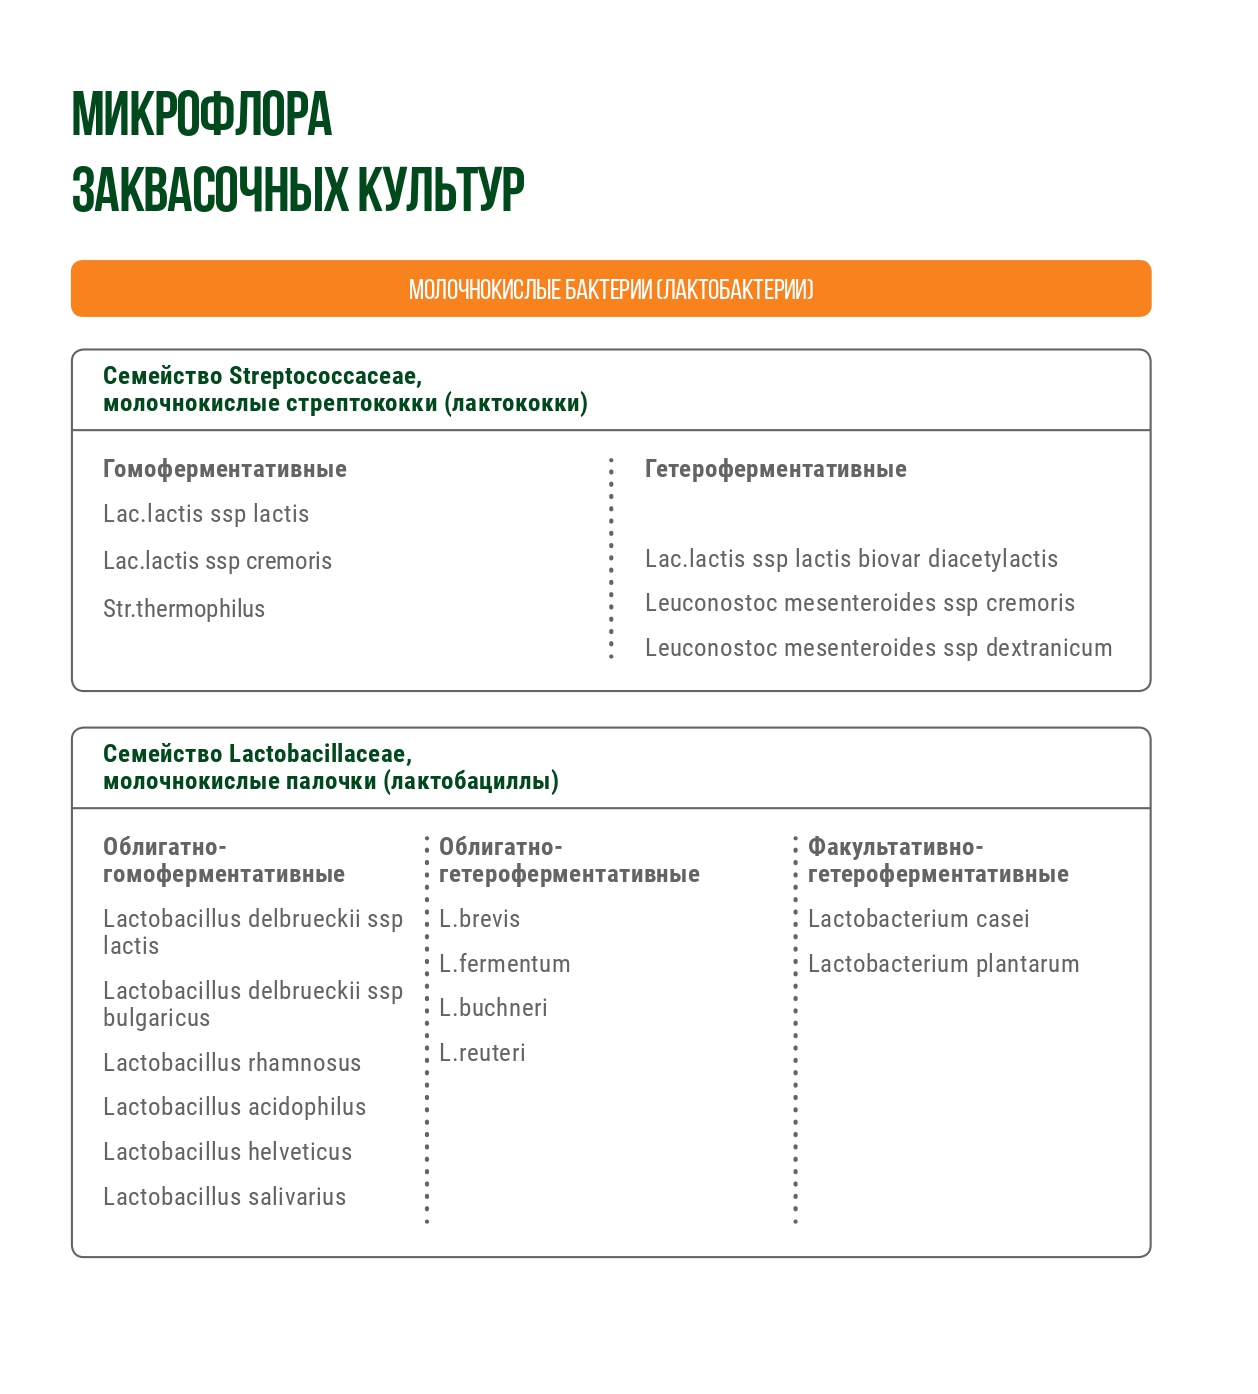 МИКРОФЛОРА
ЗАКВАСОЧНЫХ КУЛЬТУР
МОЛОЧНОКИСЛЫЕ БАКТЕРИИ (ЛАКТОБАКТЕРИИ)
Семейство Streptococcaceae,
молочнокислые стрептококки (лактококки)
Гомоферментативные
Lac.lactis ssp lactis
Lac.lactis ssp cremoris
Str.thermophilus
Гетероферментативные
Lac.lactis ssp lactis biovar diacetylactis
Leuconostoc mesenteroides ssp cremoris
Leuconostoc mesenteroides ssp dextranicum
Семейство Lactobacillaceae,
молочнокислые палочки (лактобациллы)
Облигатно-
гомоферментативные
Lactobacillus delbrueckii ssp
lactis
Lactobacillus delbrueckii ssp
bulgaricus
Lactobacillus rhamnosus
Lactobacillus acidophilus
Lactobacillus helveticus
Lactobacillus salivarius
Облигатно-
гетероферментативные
L.brevis
L.fermentum
L.buchneri
L.reuteri
Факультативно-
гетероферментативные
Lactobacterium casei
Lactobacterium plantarum